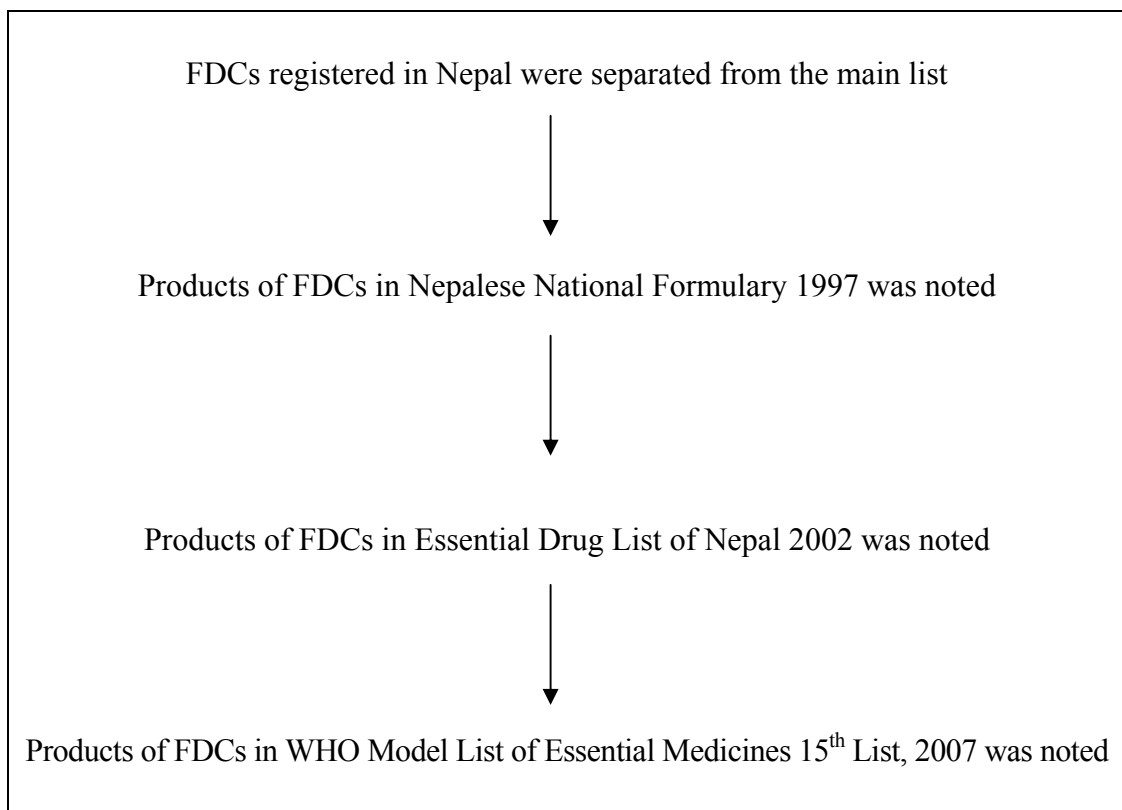 FDCs registered in Nepal were separated from the main list
Products of FDCs in Nepalese National Formulary 1997 was noted
Products of FDCs in Essential Drug List of Nepal 2002 was noted
Products of FDCs in WHO Model List of Essential Medicines 15th List, 2007 was noted